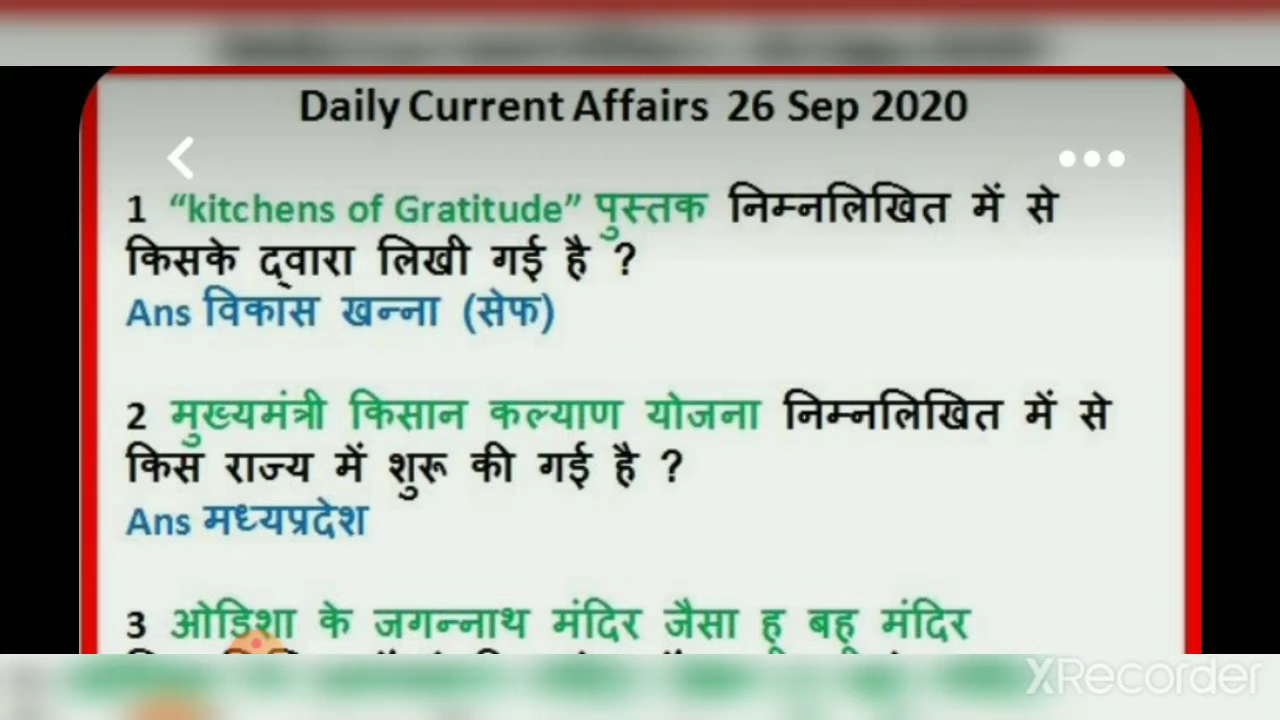 Daily Current Affairs 26 Sep 2020
1 “kitchens of Gratitude” पुस्तक निम्नलिखित में से
किसके द्वारा लिखी गई है ?
Ans विकास खन्ना (सेफ)
2 मुख्यमंत्री किसान कल्याण योजना निम्नलिखित में से
किस राज्य में शुरू की गई है ?
Ans मध्यप्रदेश
3 ओडिशा के जगन्नाथ मंदिर जैसा हू बहू मंदिर
XRecorder